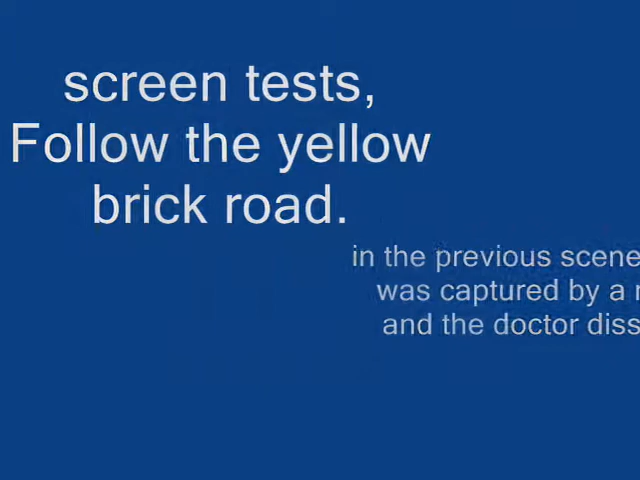 screen tests,
Follow the yellow
brick road.
in the previous scene
was captured by a
and the doctor